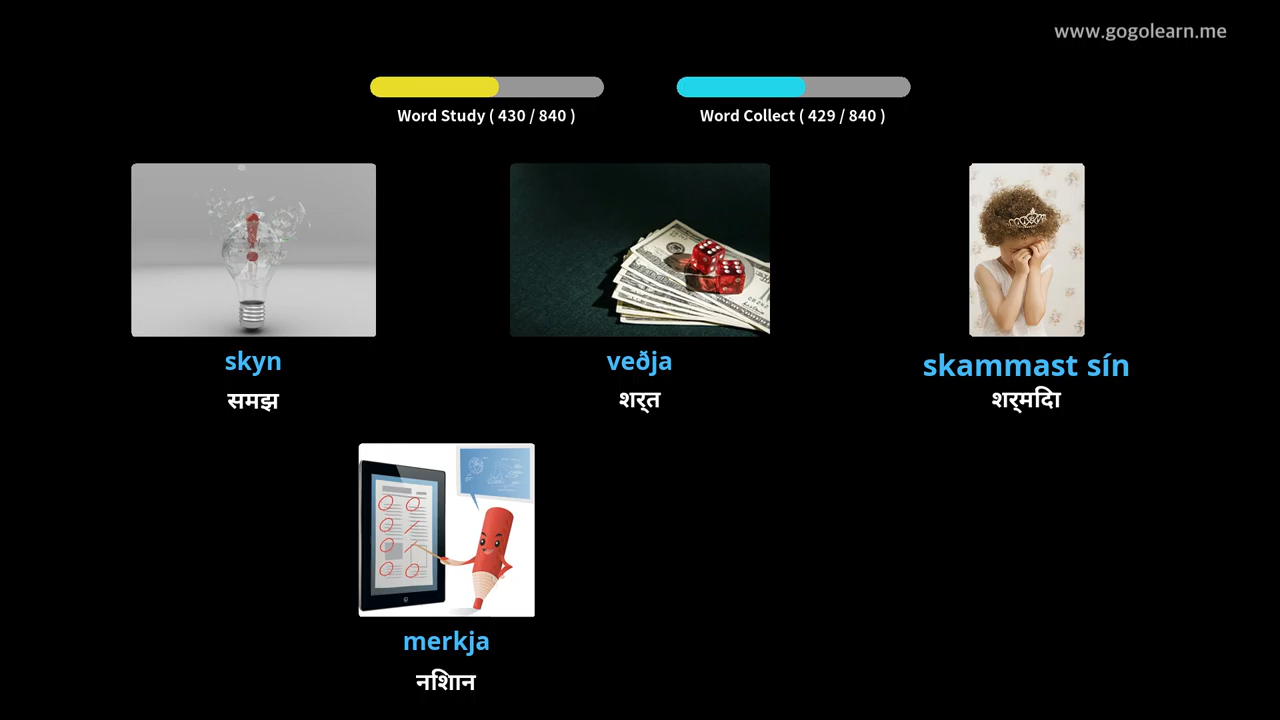 www.gogolearn.me
Word Study ( 430 / 840 )
Word Collect ( 429 / 840 )
skyn
veðja
skammast sín
समझ
शर्त
शर्मिंदा
merkja
निशान